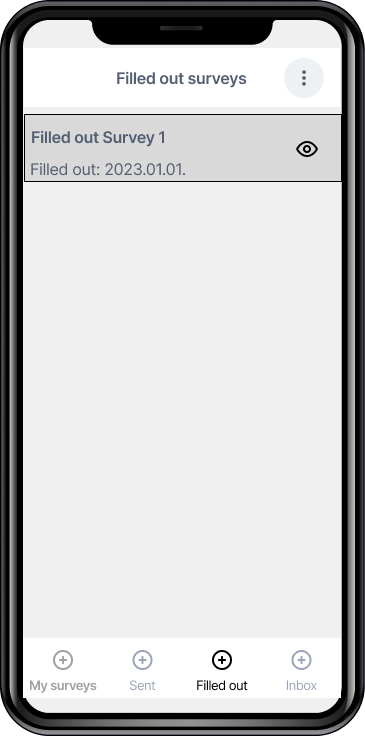 Filled out surveys
Filled out Survey 1
Filled out: 2023.01.01.
My surveys
Sent
Filled out
Inbox